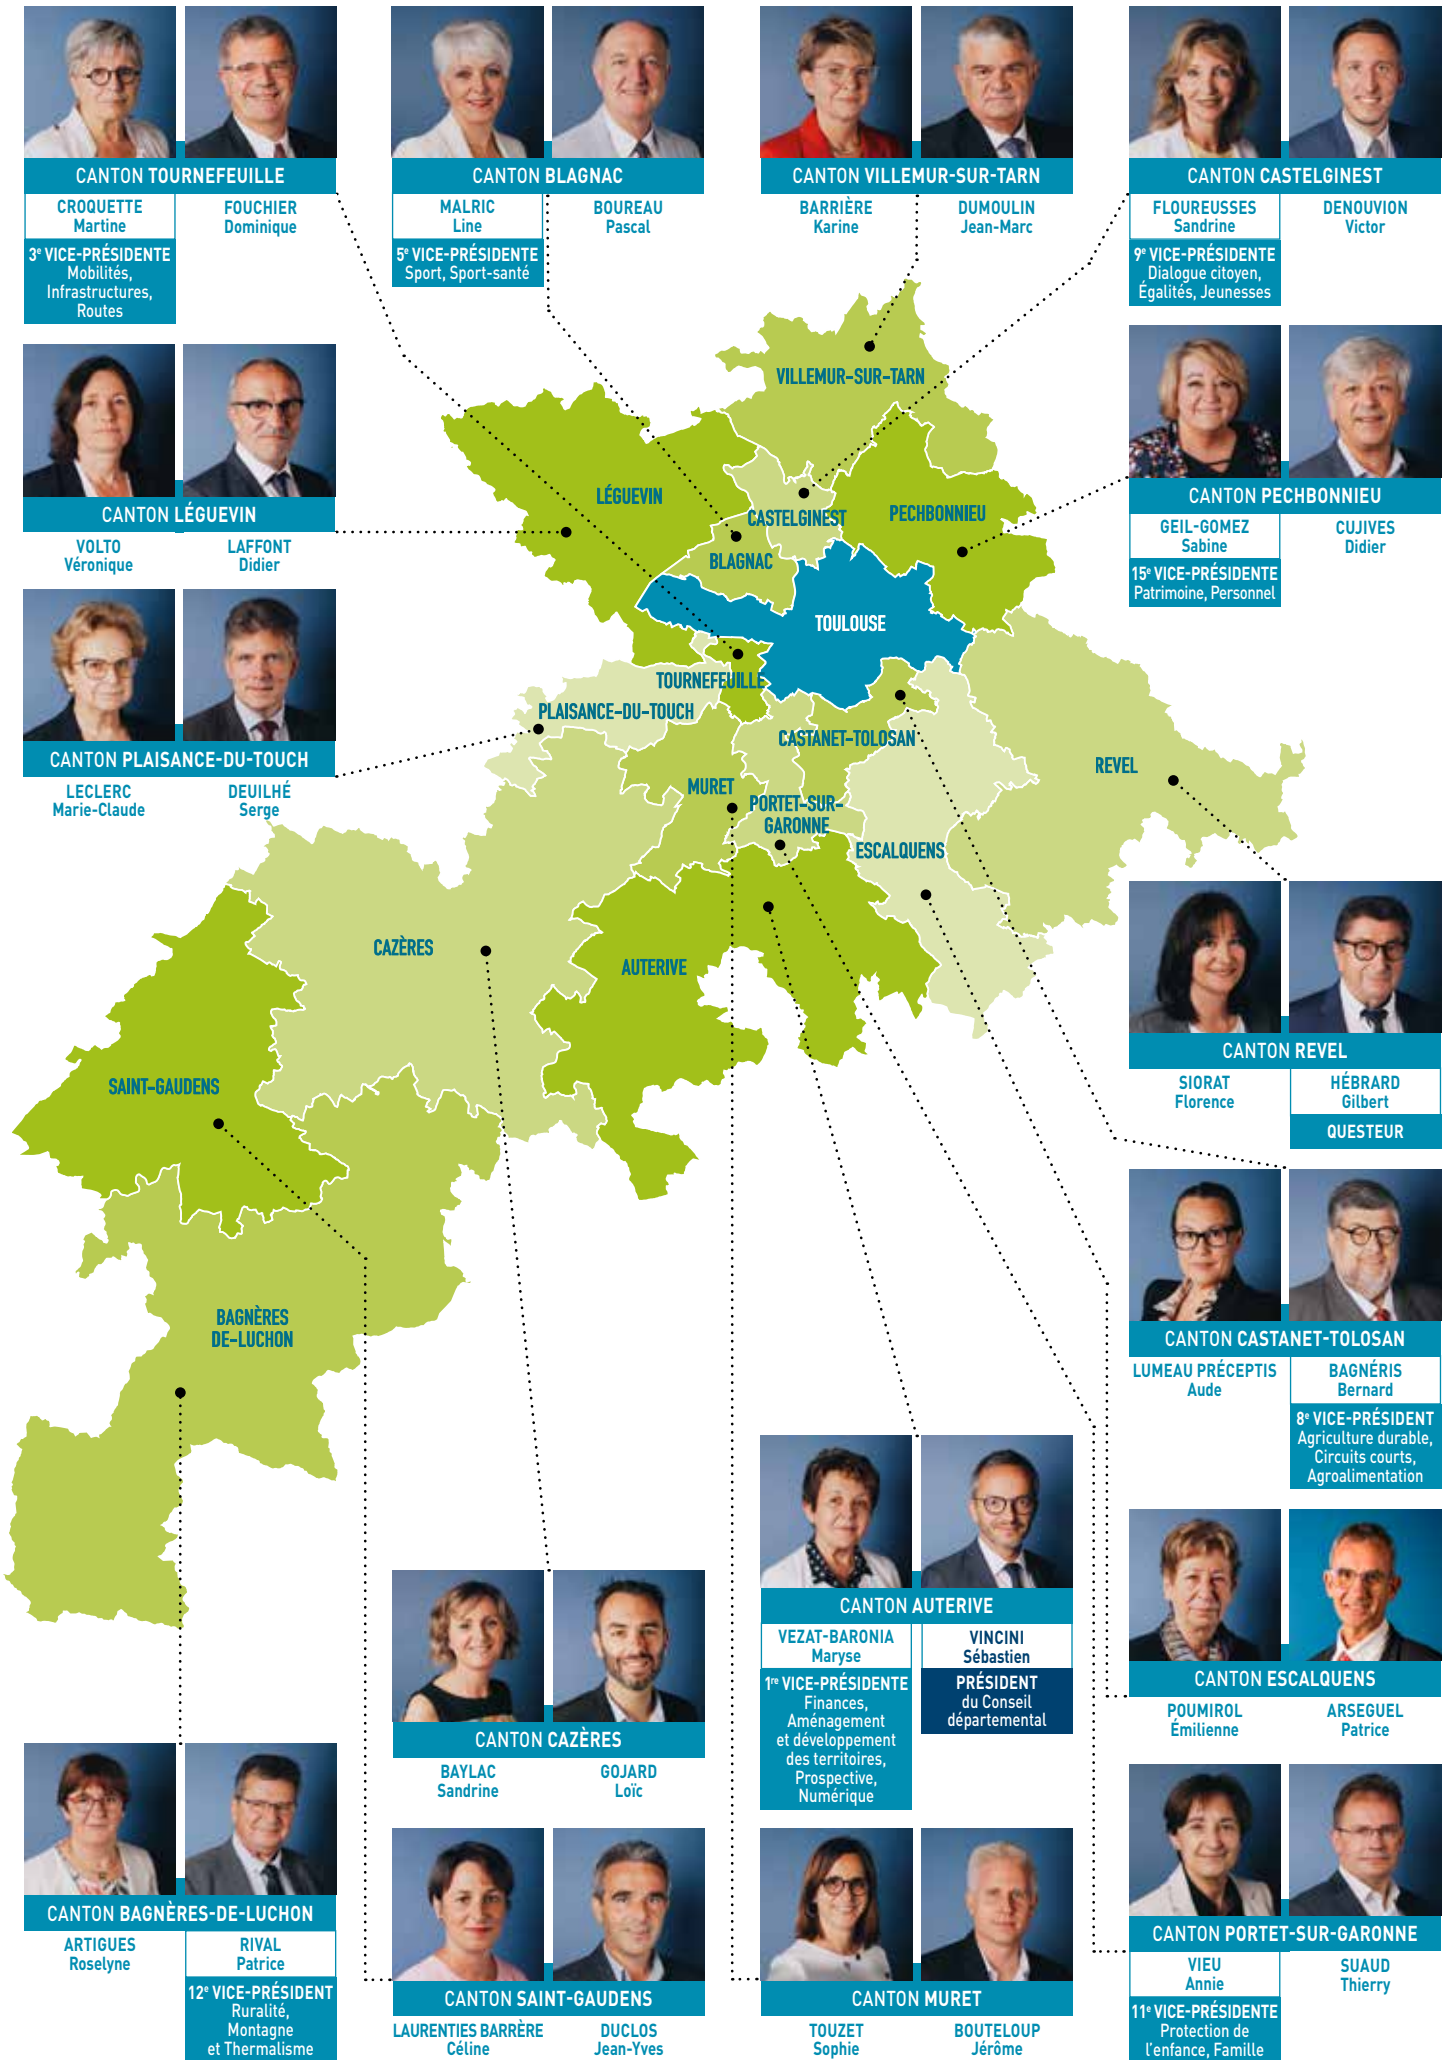 CANTON TOURNEFEUILLE
CROQUETTE
Martine
3e VICE-PRÉSIDENTE
Mobilités,
Infrastructures,
Routes
FOUCHIER
Dominique
CANTON BLAGNAC
MALRIC
Line
5e VICE-PRÉSIDENTE
Sport, Sport-santé
BOUREAU
Pascal
CANTON VILLEMUR-SUR-TARN
BARRIÈRE
Karine
DUMOULIN
Jean-Marc
CANTON CASTELGINEST
FLOUREUSSES
Sandrine
9e VICE-PRÉSIDENTE
Dialogue citoyen,
Égalités, Jeunesses
DENOUVION
Victor
CANTON LÉGUEVIN
VOLTO
Véronique
LAFFONT
Didier
CANTON PECHBONNIEU
GEIL-GOMEZ
Sabine
15e VICE-PRÉSIDENTE
Patrimoine, Personnel
CUJIVES
Didier
CANTON PLAISANCE-DU-TOUCH
LECLERC
Marie-Claude
DEUILHÉ
Serge
VILLEMUR-SUR-TARN
LÉGUEVIN
CASTELGINEST
PECHBONNIEU
BLAGNAC
TOULOUSE
TOURNEFEUILLE
PLAISANCE-DU-TOUCH
CASTANET-TOLOSAN
REVEL
MURET
PORTET-SUR-
GARONNE
ESCALQUENS
CAZÈRES
AUTERIVE
SAINT-GAUDENS
BAGNÈRES
DE-LUCHON
CANTON REVEL
SIORAT
Florence
HÉBRARD
Gilbert
QUESTEUR
CANTON CASTANET-TOLOSAN
LUMEAU PRÉCEPTIS
Aude
BAGNÉRIS
Bernard
8e VICE-PRÉSIDENT
Agriculture durable,
Circuits courts,
Agroalimentation
CANTON AUTERIVE
VEZAT-BARONIA
Maryse
1re VICE-PRÉSIDENTE
Finances,
Aménagement
et développement
des territoires,
Prospective,
Numérique
VINCINI
Sébastien
PRÉSIDENT
du Conseil
départemental
CANTON ESCALQUENS
POUMIROL
Émilienne
ARSEGUEL
Patrice
CANTON CAZÈRES
BAYLAC
Sandrine
GOJARD
Loïc
CANTON BAGNÈRES-DE-LUCHON
ARTIGUES
Roselyne
RIVAL
Patrice
12e VICE-PRÉSIDENT
Ruralité,
Montagne
et Thermalisme
CANTON SAINT-GAUDENS
LAURENTIES BARRÈRE
Céline
DUCLOS
Jean-Yves
CANTON MURET
TOUZET
Sophie
BOUTELOUP
Jérôme
CANTON PORTET-SUR-GARONNE
VIEU
Annie
11e VICE-PRÉSIDENTE
Protection de
l'enfance, Famille
SUAUD
Thierry